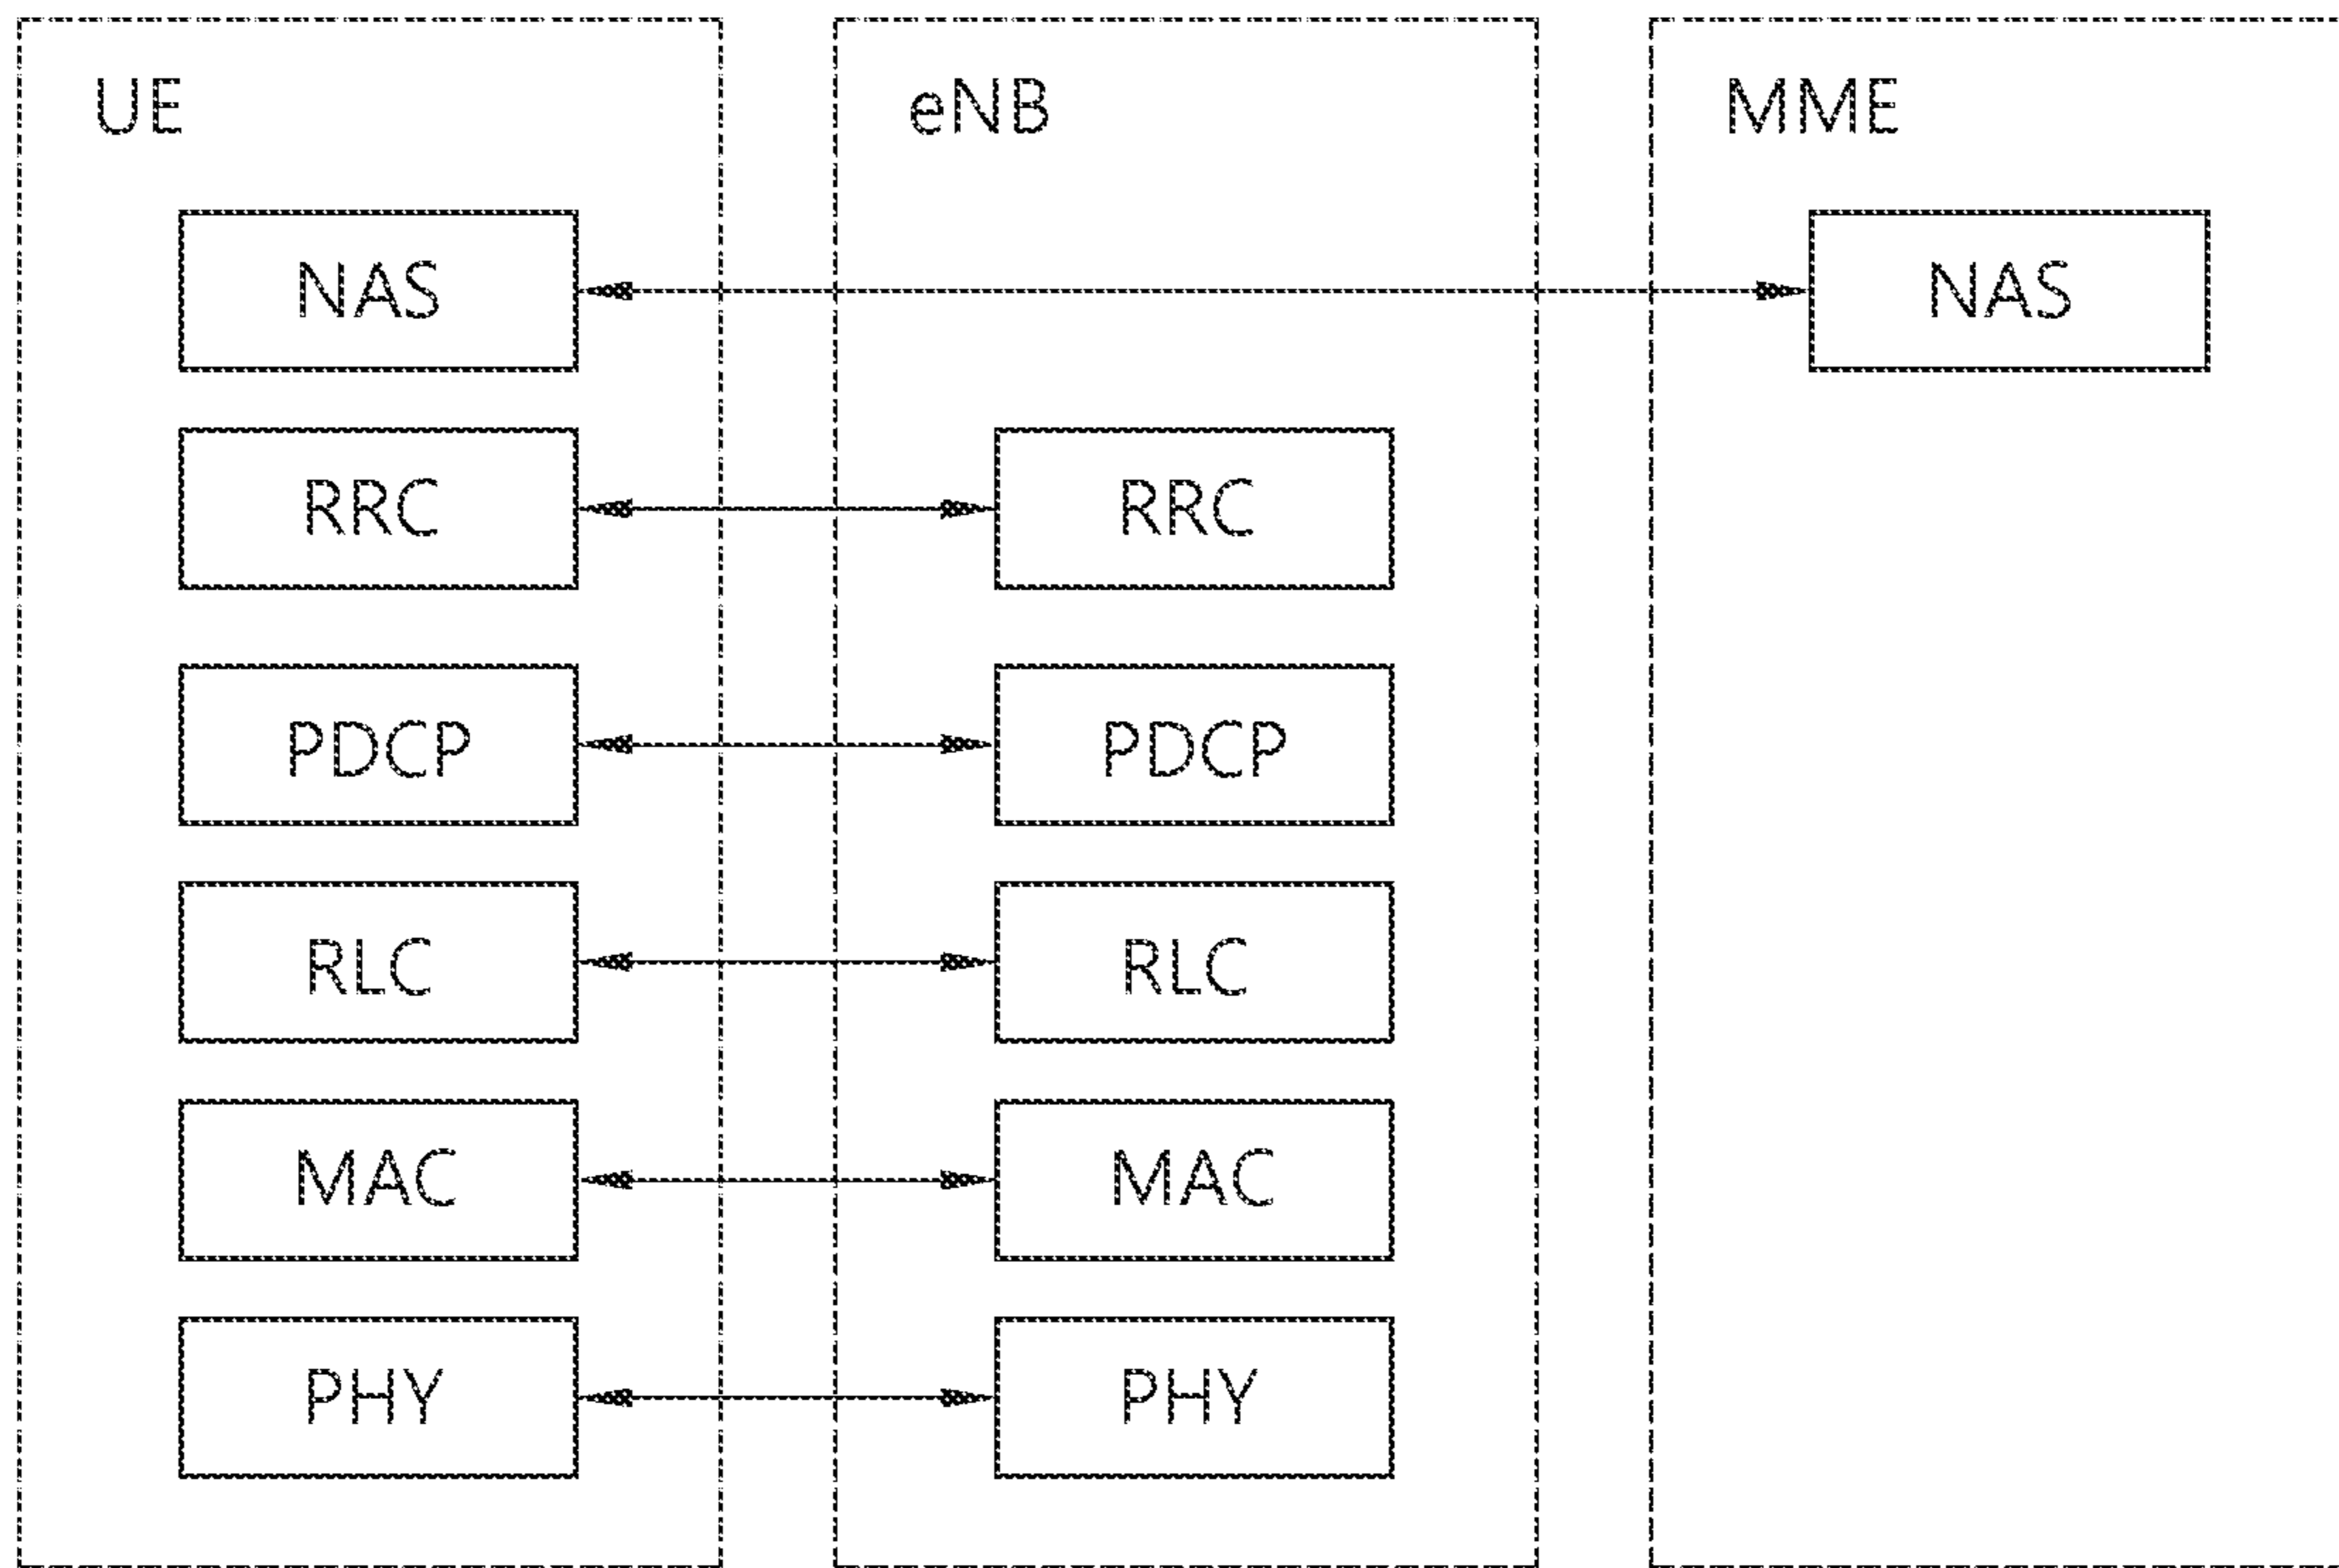 UE eNB MME
NAS NAS
RRC RRC
PDCP PDCP
RLC RLC
MAC MAC
PHY PHY